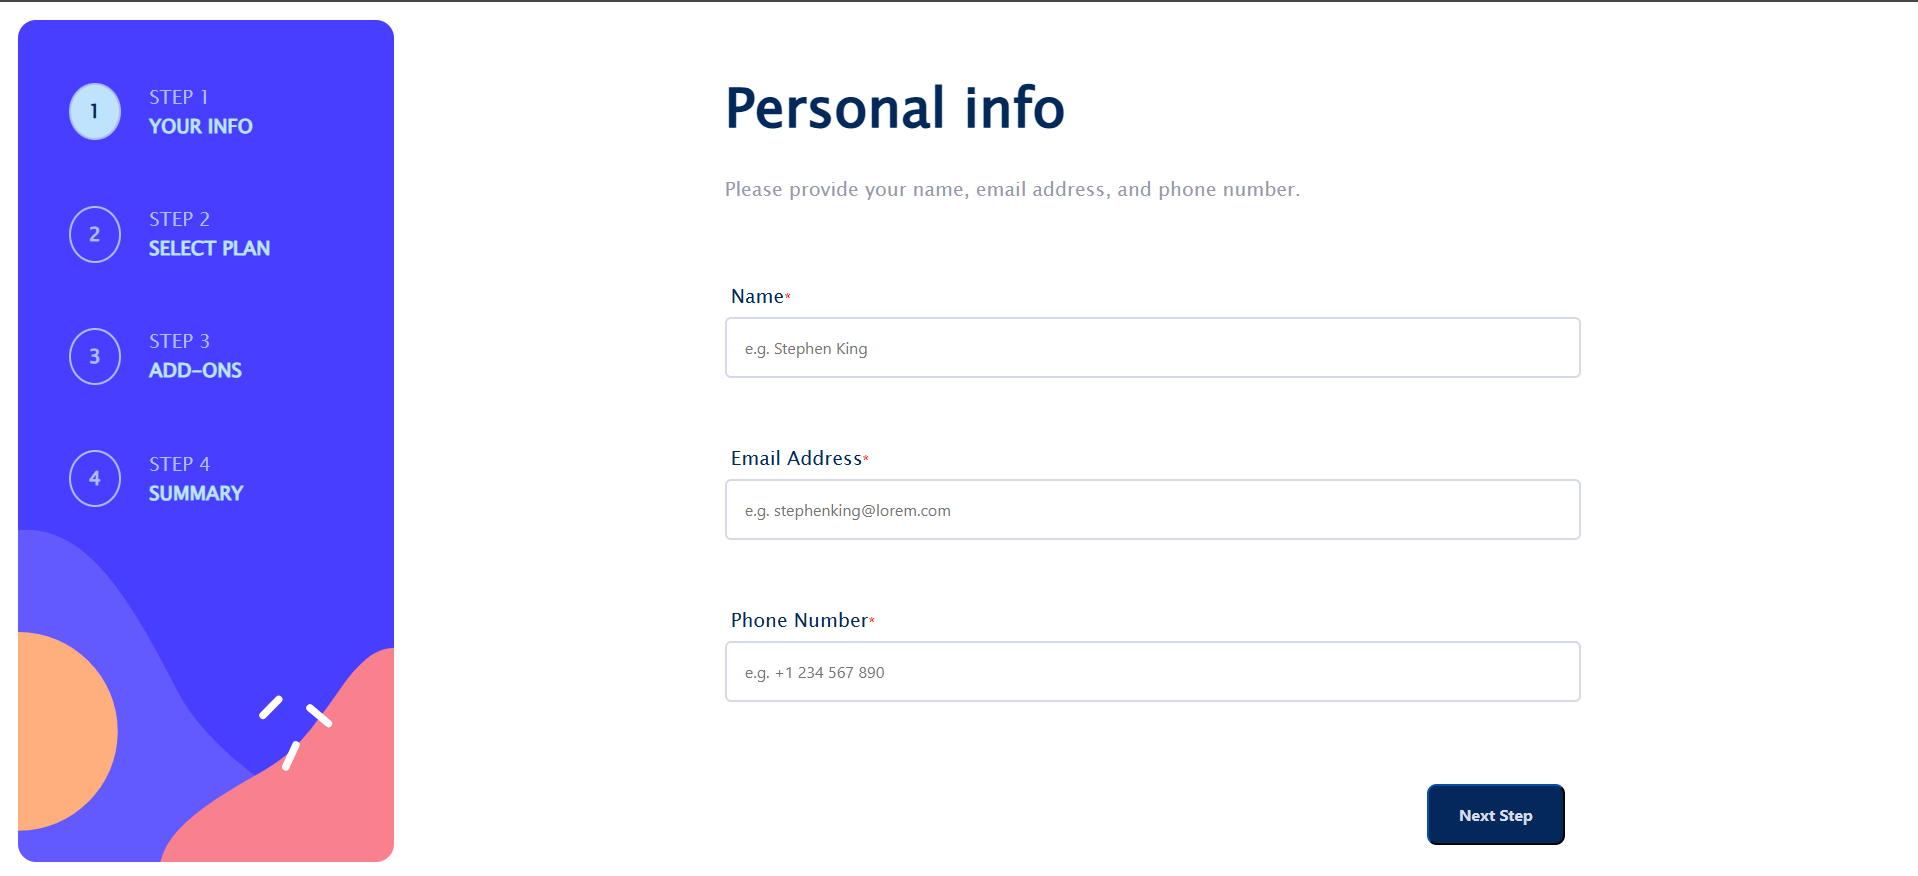 1
STEP 1
YOUR INFO
2
STEP 2
SELECT PLAN
3
STEP 3
ADD-ONS
4
STEP 4
SUMMARY
Personal info
Please provide your name, email address, and phone number.
Name*
e.g. Stephen King
Email Address*
e.g. stephenking@lorem.com
Phone Number*
e.g. +1 234 567 890
Next Step